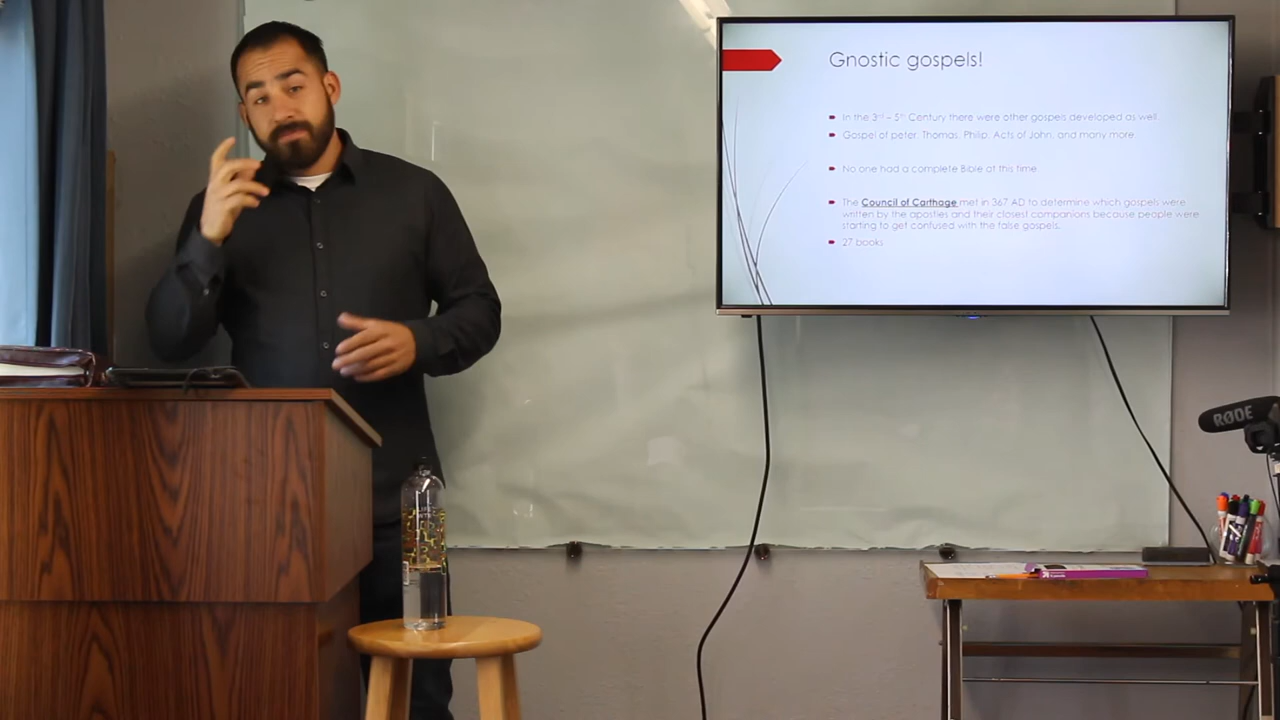 Gnostic gospels!
In the 3rd – 5th Century there were other gospels developed as well.
Gospel of peter, Thomas, Philip, Acts of John, and many more
No one had a complete Bible at this time
The Council of Carthage met in 367 AD to determine which gospels were
written by the apostles and their closest companions because people were
starting to get confused with the false gospels.
27 books
RØDE